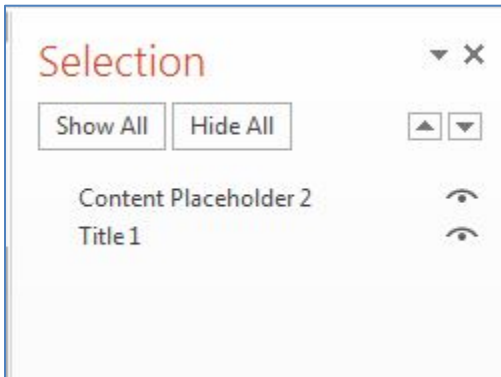 Selection
Show All Hide All
Content Placeholder 2
Title 1